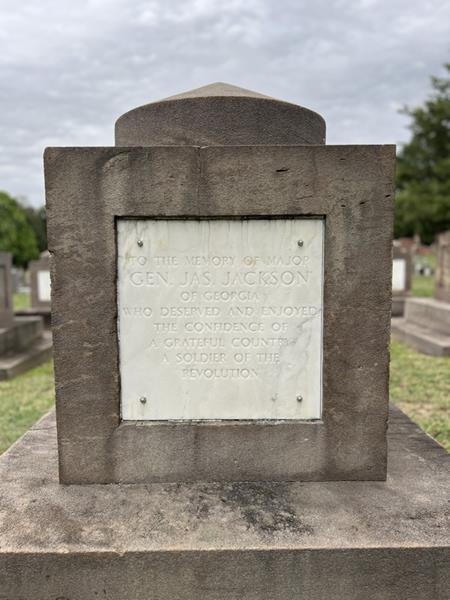 TO THE MEMORY OF MAJOR
GEN. JAS. JACKSON
OF GEORGIA
WHO DESERVED AND ENJOYED
THE CONFIDENCE OF
A GRATEFUL COUNTRY
A SOLDIER OF THE
REVOLUTION